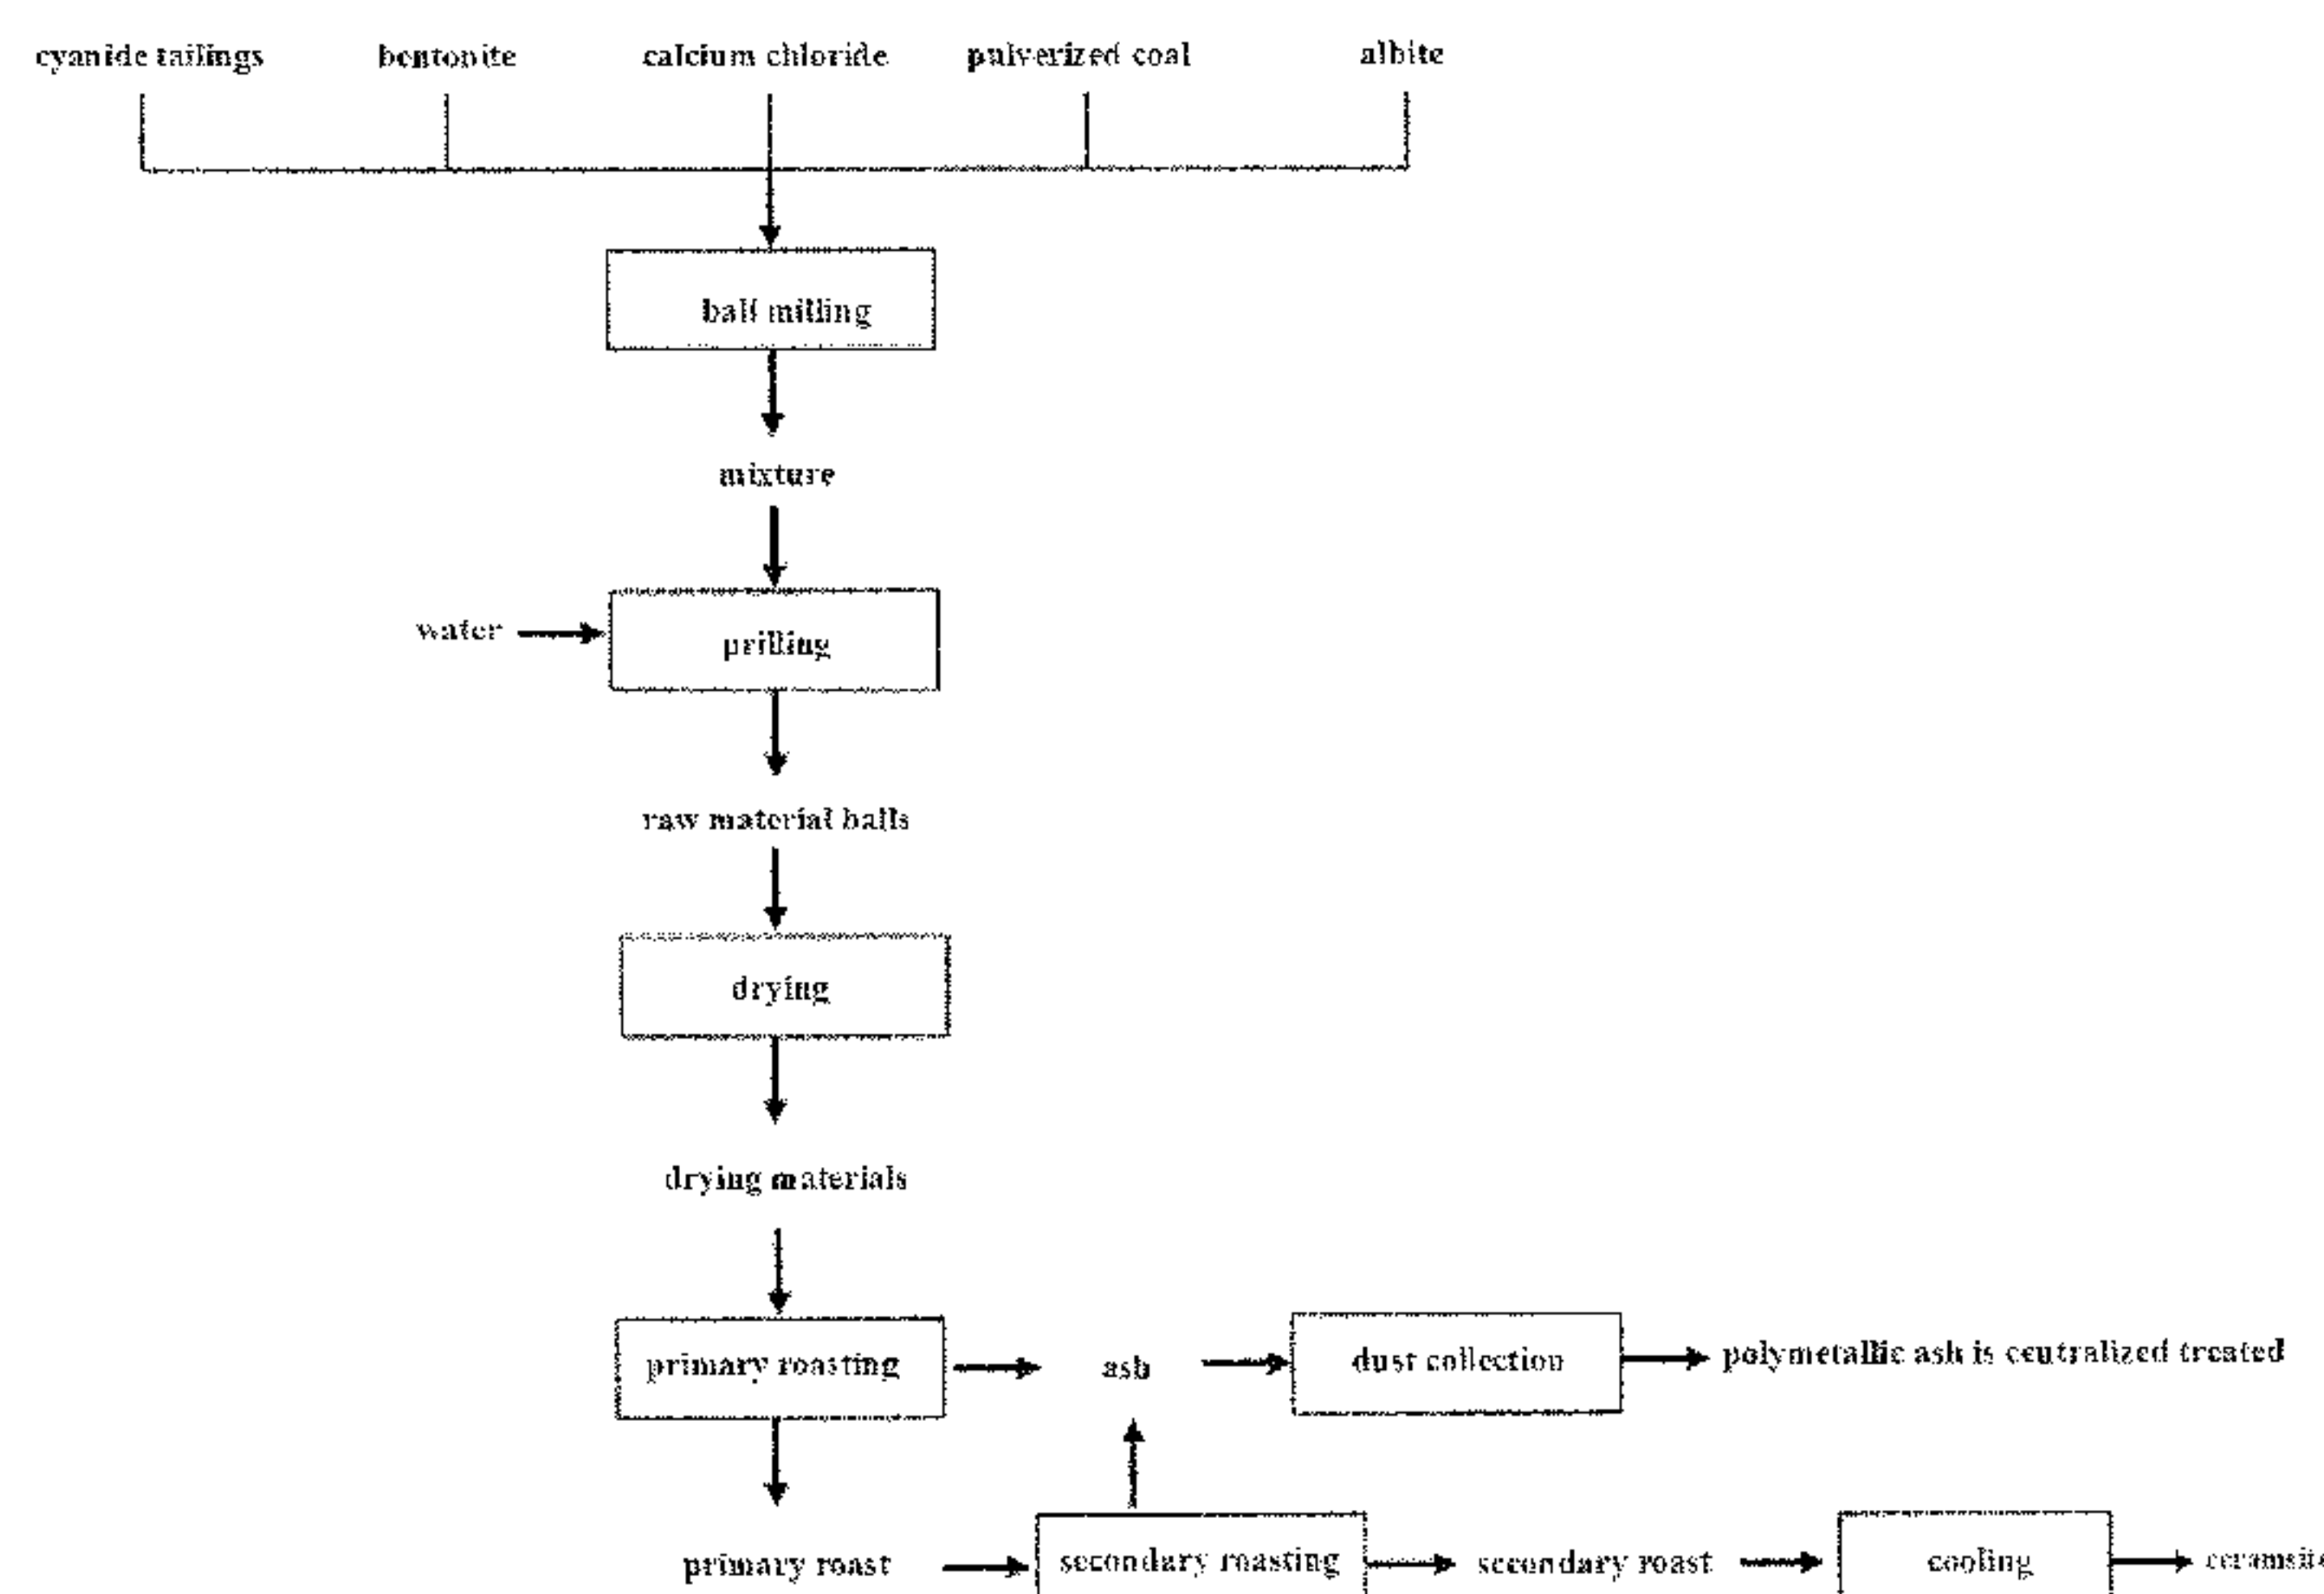 cyanide tailings bentonite calcium chloride pulverized coal albite
ball milling
mixture
water prilling
raw material balls
drying
drying materials
primary roasting ash dust collection polymetallic ash is centralized treated
primary roast secondary roasting secondary roast cooling ceramsite